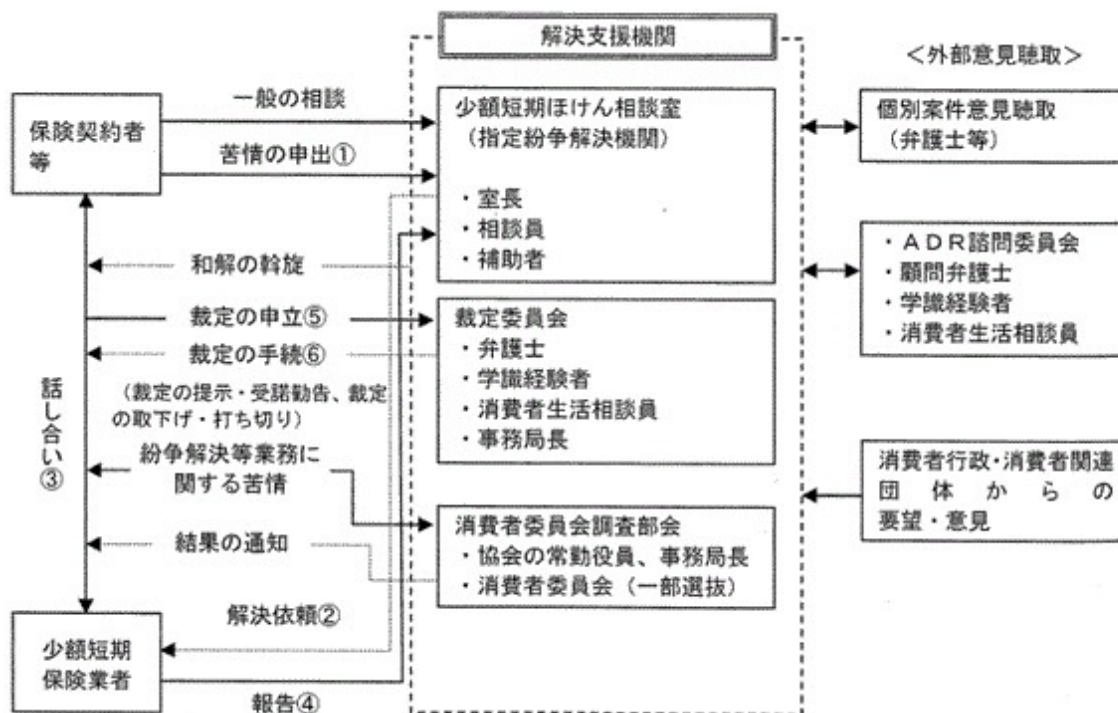 解決支援機関
＜外部意見聴取＞
保険契約者
等
一般の相談
苦情の申出①
少額短期ほけん相談室
（指定紛争解決機関）
・室長
・相談員
・補助者
個別案件意見聴取
（弁護士等）
・ＡＤＲ諮問委員会
・顧問弁護士
・学識経験者
・消費者生活相談員
和解の斡旋
裁定の申立⑤
裁定の手続⑥
（裁定の提示・受諾勧告、裁定
の取下げ・打ち切り）
裁定委員会
・弁護士
・学識経験者
・消費者生活相談員
・事務局長
話し合い③
紛争解決等業務に
関する苦情
結果の通知
消費者委員会調査部会
・協会の常勤役員、事務局長
・消費者委員会（一部選抜）
消費者行政・消費者関連
団体からの
要望・意見
解決依頼②
少額短期
保険業者
報告④